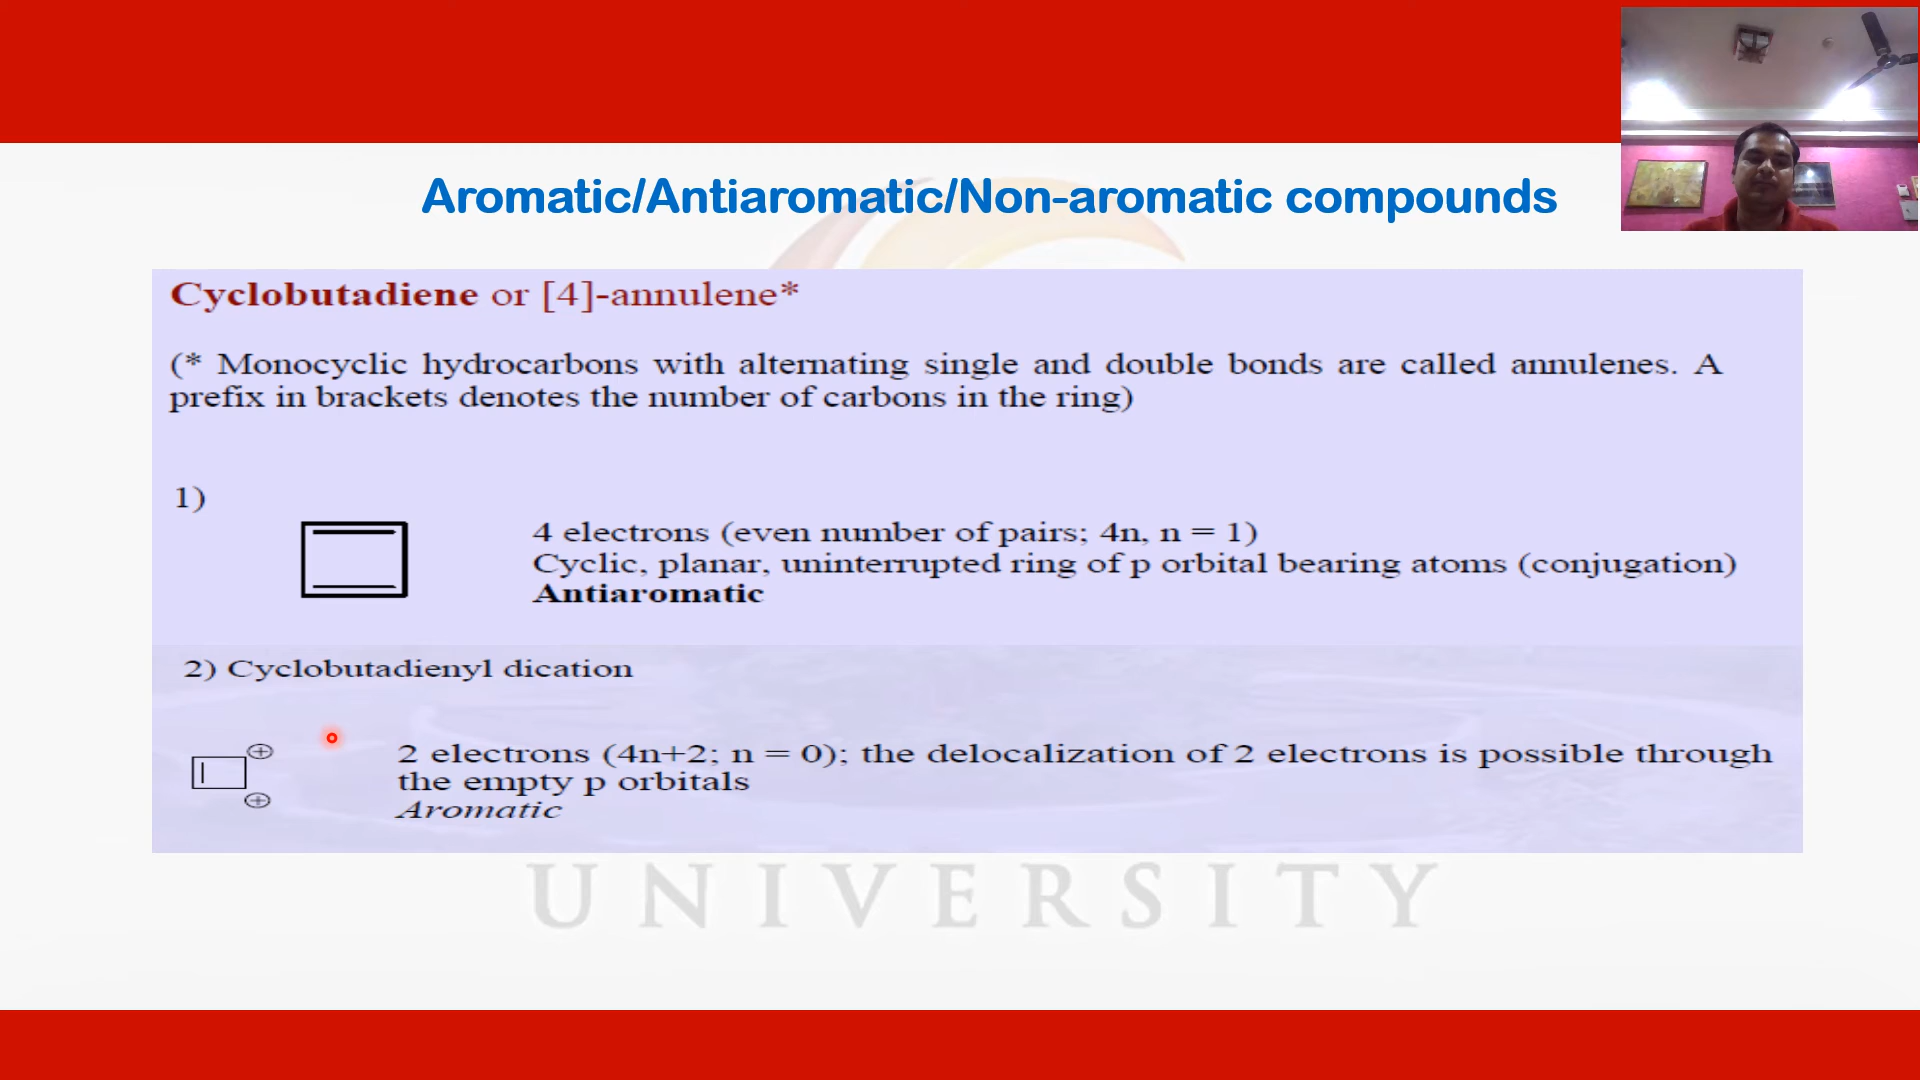 Aromatic/Antiaromatic/Non-aromatic compounds
Cyclobutadiene or [4]-annulene*
(* Monocyclic hydrocarbons with alternating single and double bonds are called annulenes. A
prefix in brackets denotes the number of carbons in the ring)
1)
4 electrons (even number of pairs; 4n, n = 1)
Cyclic, planar, uninterrupted ring of p orbital bearing atoms (conjugation)
Antiaromatic
2) Cyclobutadienyl dication
+
2 electrons (4n+2; n = 0); the delocalization of 2 electrons is possible through
the empty p orbitals
+
Aromatic
UNIVERSITY